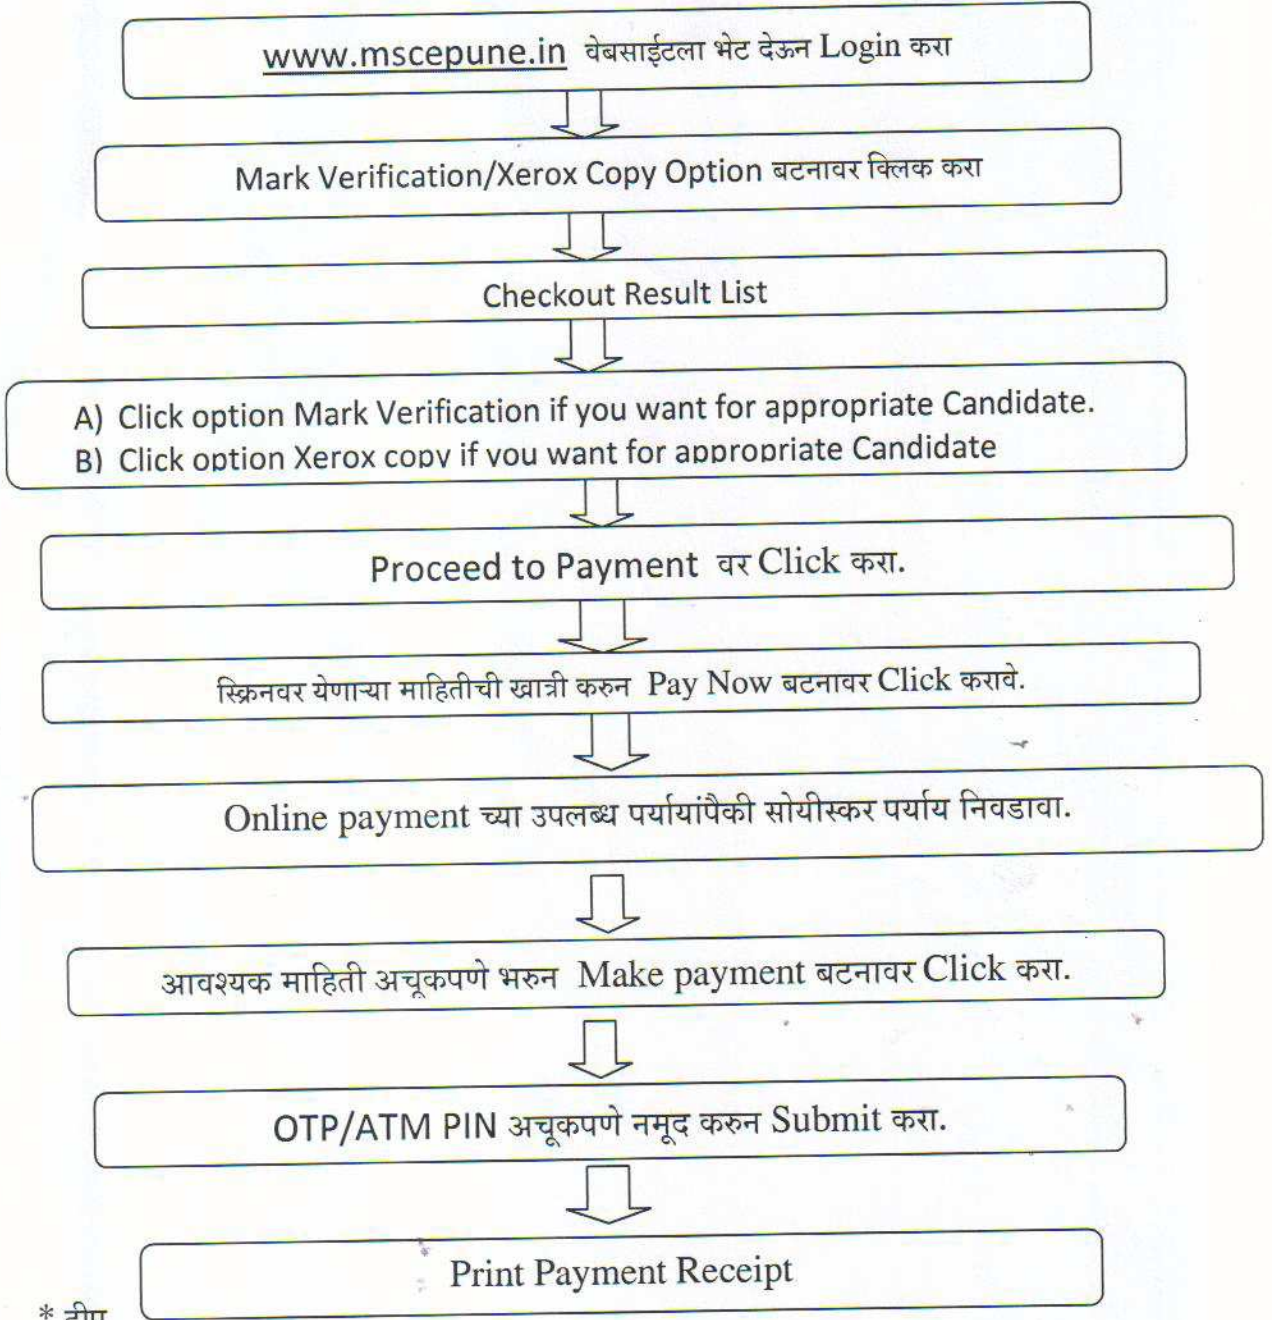 www.mscepune.in वेबसाईटला भेट देऊन Login करा
Mark Verification/Xerox Copy Option बटनावर क्लिक करा
Checkout Result List
A) Click option Mark Verification if you want for appropriate Candidate.
B) Click option Xerox copy if you want for appropriate Candidate
Proceed to Payment वर Click करा.
स्क्रिनवर येणाऱ्या माहितीची खात्री करुन Pay Now बटनावर Click करावे.
Online payment च्या उपलब्ध पर्यायांपैकी सोयीस्कर पर्याय निवडावा.
आवश्यक माहिती अचूकपणे भरुन Make payment बटनावर Click करा.
OTP/ATM PIN अचूकपणे नमूद करुन Submit करा.
Print Payment Receipt
* टीप